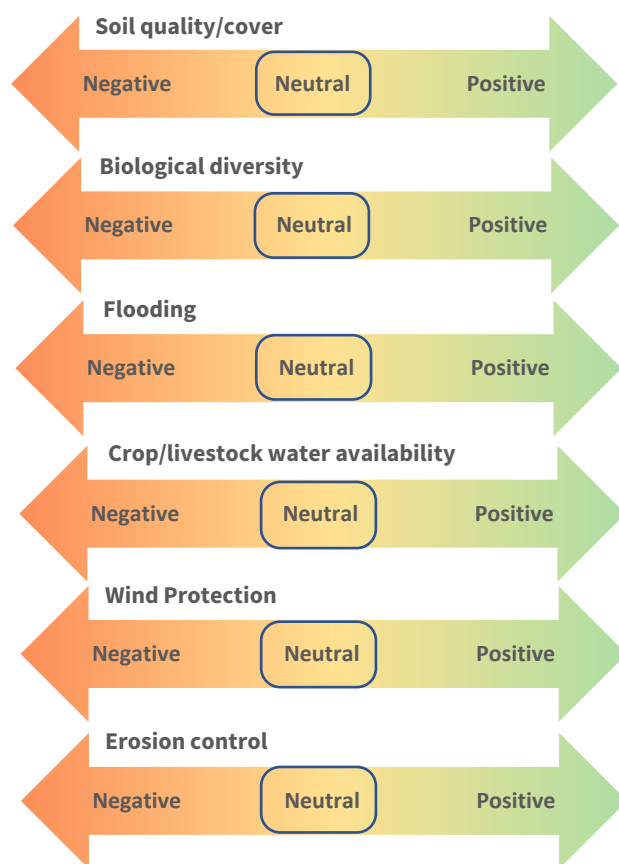 Soil quality/cover
Negative Neutral Positive
Biological diversity
Negative Neutral Positive
Flooding
Negative Neutral Positive
Crop/livestock water availability
Negative Neutral Positive
Wind Protection
Negative Neutral Positive
Erosion control
Negative Neutral Positive